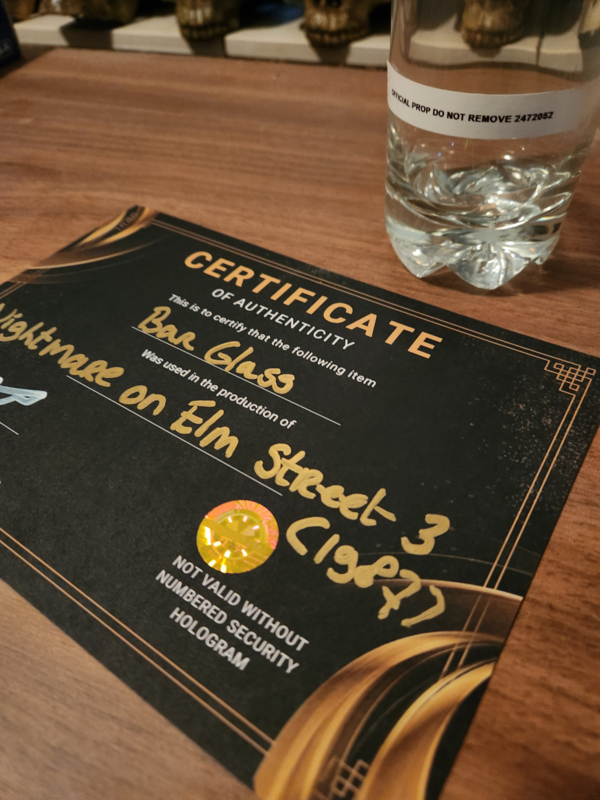 OFFICIAL PROP DO NOT REMOVE 2472052
CERTIFICATE
OF AUTHENTICITY
This is to certify that the following item
Bar Glass
Was used in the production of
Nightmare on Elm Street 3
(1987)
NOT VALID WITHOUT
NUMBERED SECURITY
HOLOGRAM